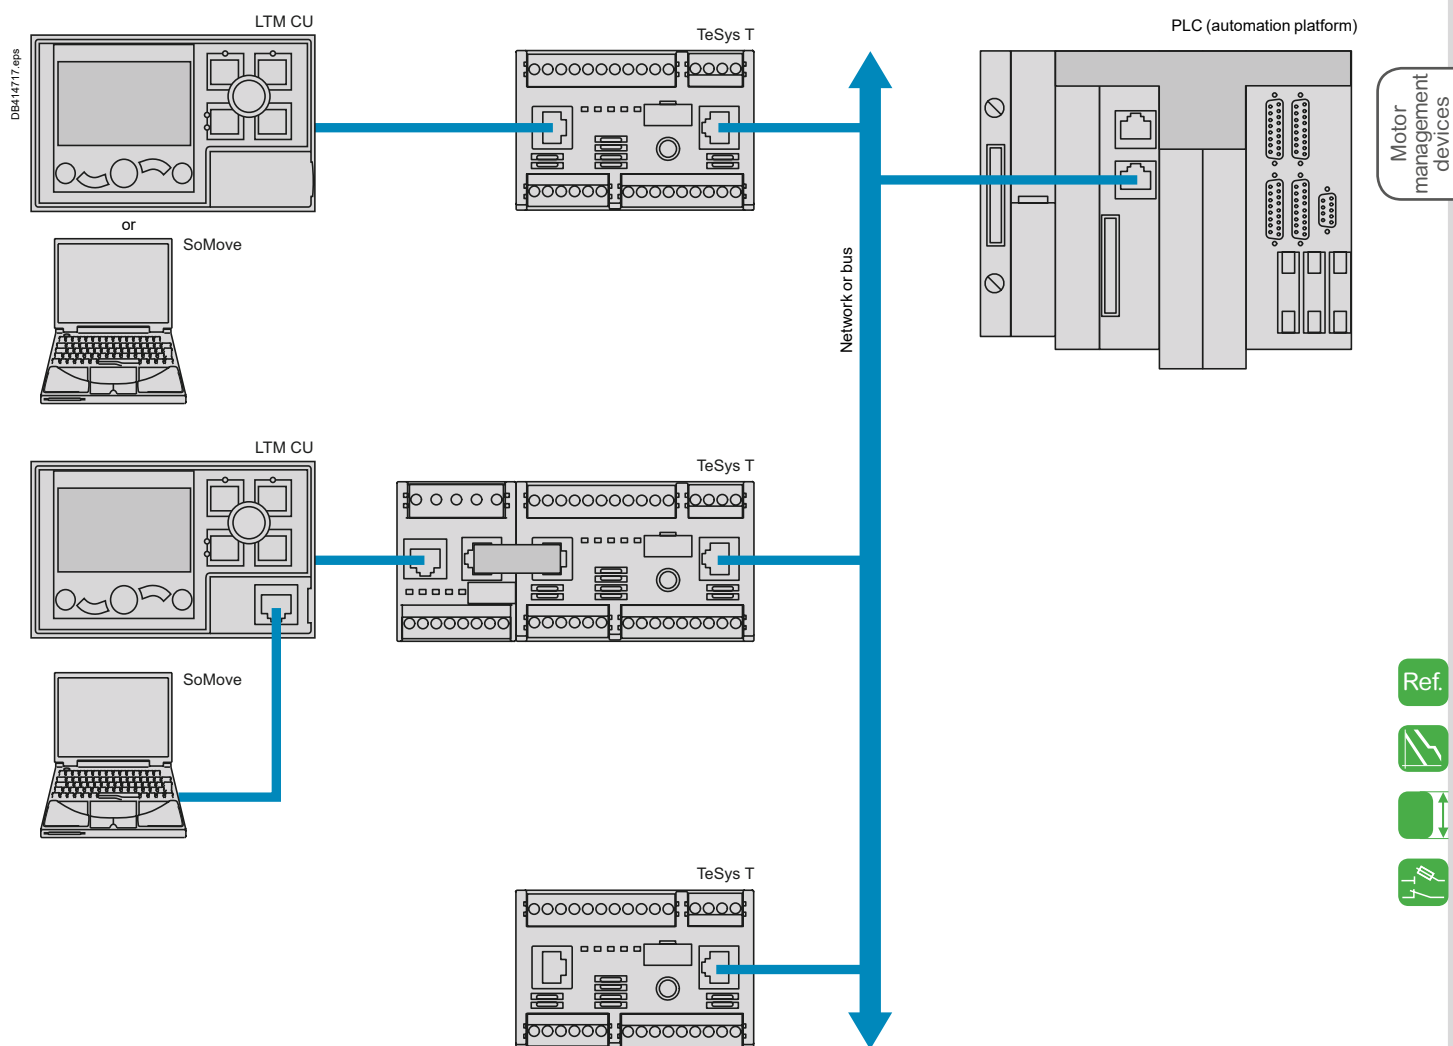 LTM CU
DB414717.eps
TeSys T
PLC (automation platform)
Motor
management
devices
or
SoMove
Network or bus
LTM CU
TeSys T
SoMove
Ref.
TeSys T